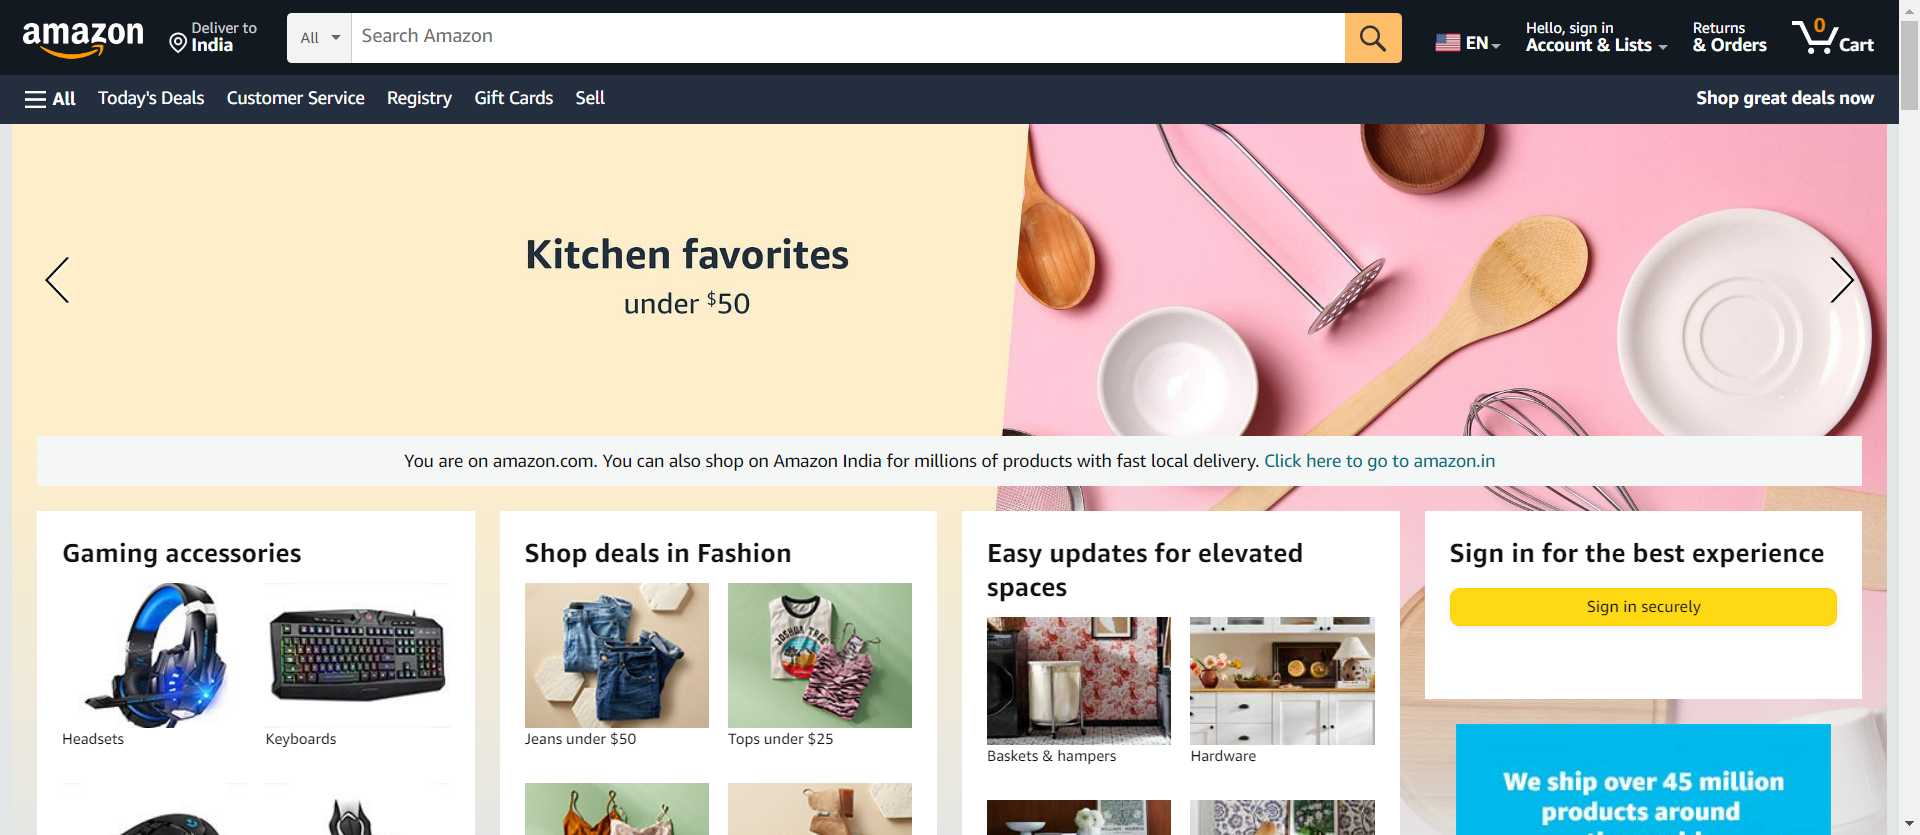 amazon
Deliver to
India
All
Search Amazon
EN
Hello, sign in
Account & Lists
Returns
& Orders
0
Cart
All
Today's Deals
Customer Service
Registry
Gift Cards
Sell
Shop great deals now
Kitchen favorites
under $50
You are on amazon.com. You can also shop on Amazon India for millions of products with fast local delivery. Click here to go to amazon.in
Gaming accessories
Headsets
Keyboards
Shop deals in Fashion
JOSHUA TREE
Jeans under $50
Tops under $25
Easy updates for elevated
spaces
Baskets & hampers
Hardware
Sign in for the best experience
Sign in securely
We ship over 45 million
products around